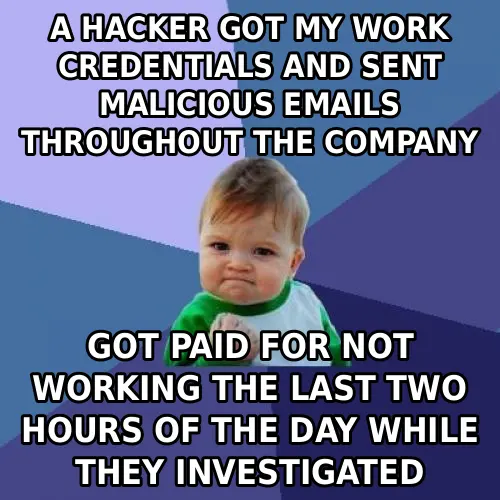 A HACKER GOT MY WORK
CREDENTIALS AND SENT
MALICIOUS EMAILS
THROUGHOUT THE COMPANY
GOT PAID FOR NOT
WORKING THE LAST TWO
HOURS OF THE DAY WHILE
THEY INVESTIGATED